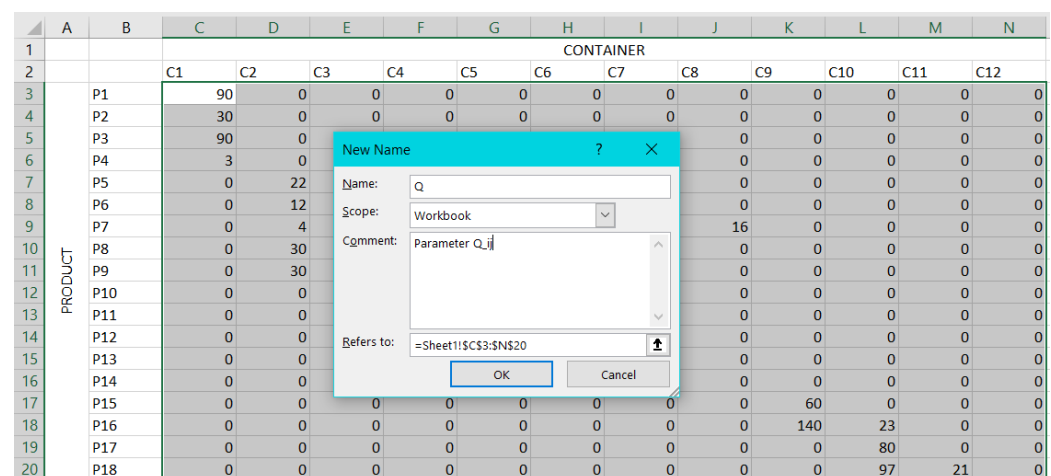 A B C D E F G H I J K L M N
1 CONTAINER
2 C1 C2 C3 C4 C5 C6 C7 C8 C9 C10 C11 C12
3 P1 90 0 0 0 0 0 0 0 0 0 0 0
4 P2 30 0 0 0 0 0 0 0 0 0 0 0
5 P3 90 0 0 0 0 0
6 P4 3 0 0 0 0 0 0
7 P5 0 22 0 0 0 0 0
8 P6 0 12 0 0 0 0 0
9 P7 0 4 16 0 0 0 0
10 P8 0 30 0 0 0 0 0
11 P9 0 30 0 0 0 0 0
12 P10 0 0 0 0 0 0 0
13 P11 0 0 0 0 0 0 0
14 P12 0 0 0 0 0 0 0
15 P13 0 0 0 0 0 0 0
16 P14 0 0 0 0 0 0 0
17 P15 0 0 0 0 0 0 0 0 60 0 0 0
18 P16 0 0 0 0 0 0 0 0 140 23 0 0
19 P17 0 0 0 0 0 0 0 0 0 80 0 0
20 P18 0 0 0 0 0 0 0 0 0 97 21 0
PRODUCT
New Name ? ×
Name: Q
Scope: Workbook
Comment: Parameter Q_ij
Refers to: =Sheet1!$C$3:$N$20
OK Cancel